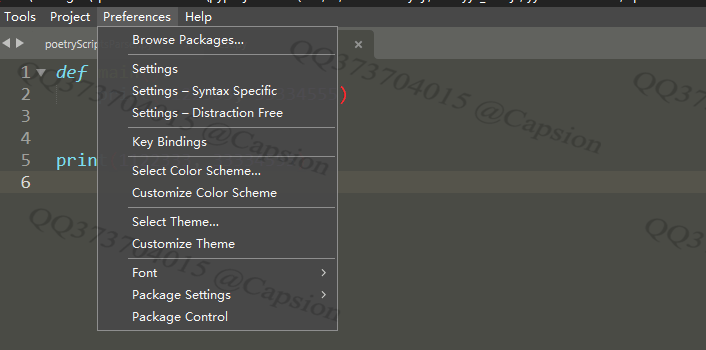 Tools Project Preferences Help
poetryScrip
Browse Packages...
Settings
Settings – Syntax Specific
Settings – Distraction Free
Key Bindings
Select Color Scheme...
Customize Color Scheme
Select Theme...
Customize Theme
Font
Package Settings
Package Control
1 def
2 )
3
4
5 prin
6
QQ373704015 @Capsion
QQ373704015 @Capsion